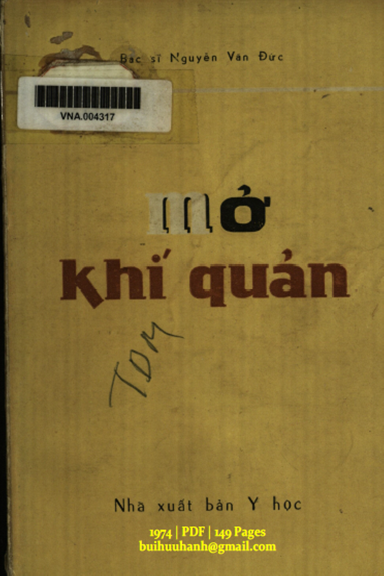 Bác sĩ Nguyễn Văn Đức
VNA.004317
mở
khí quản
TDM
Nhà xuất bản Y học
1974 | PDF | 149 Pages
buihuuhanh@gmail.com